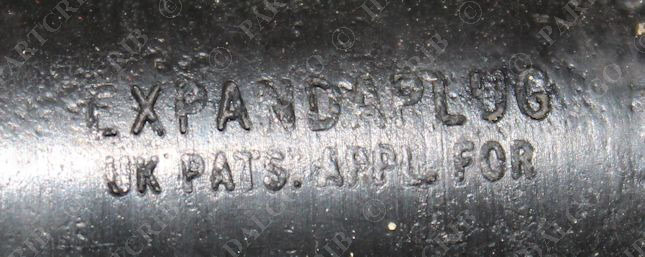 EXPANDAPLUG
UK PATS. APPL. FOR